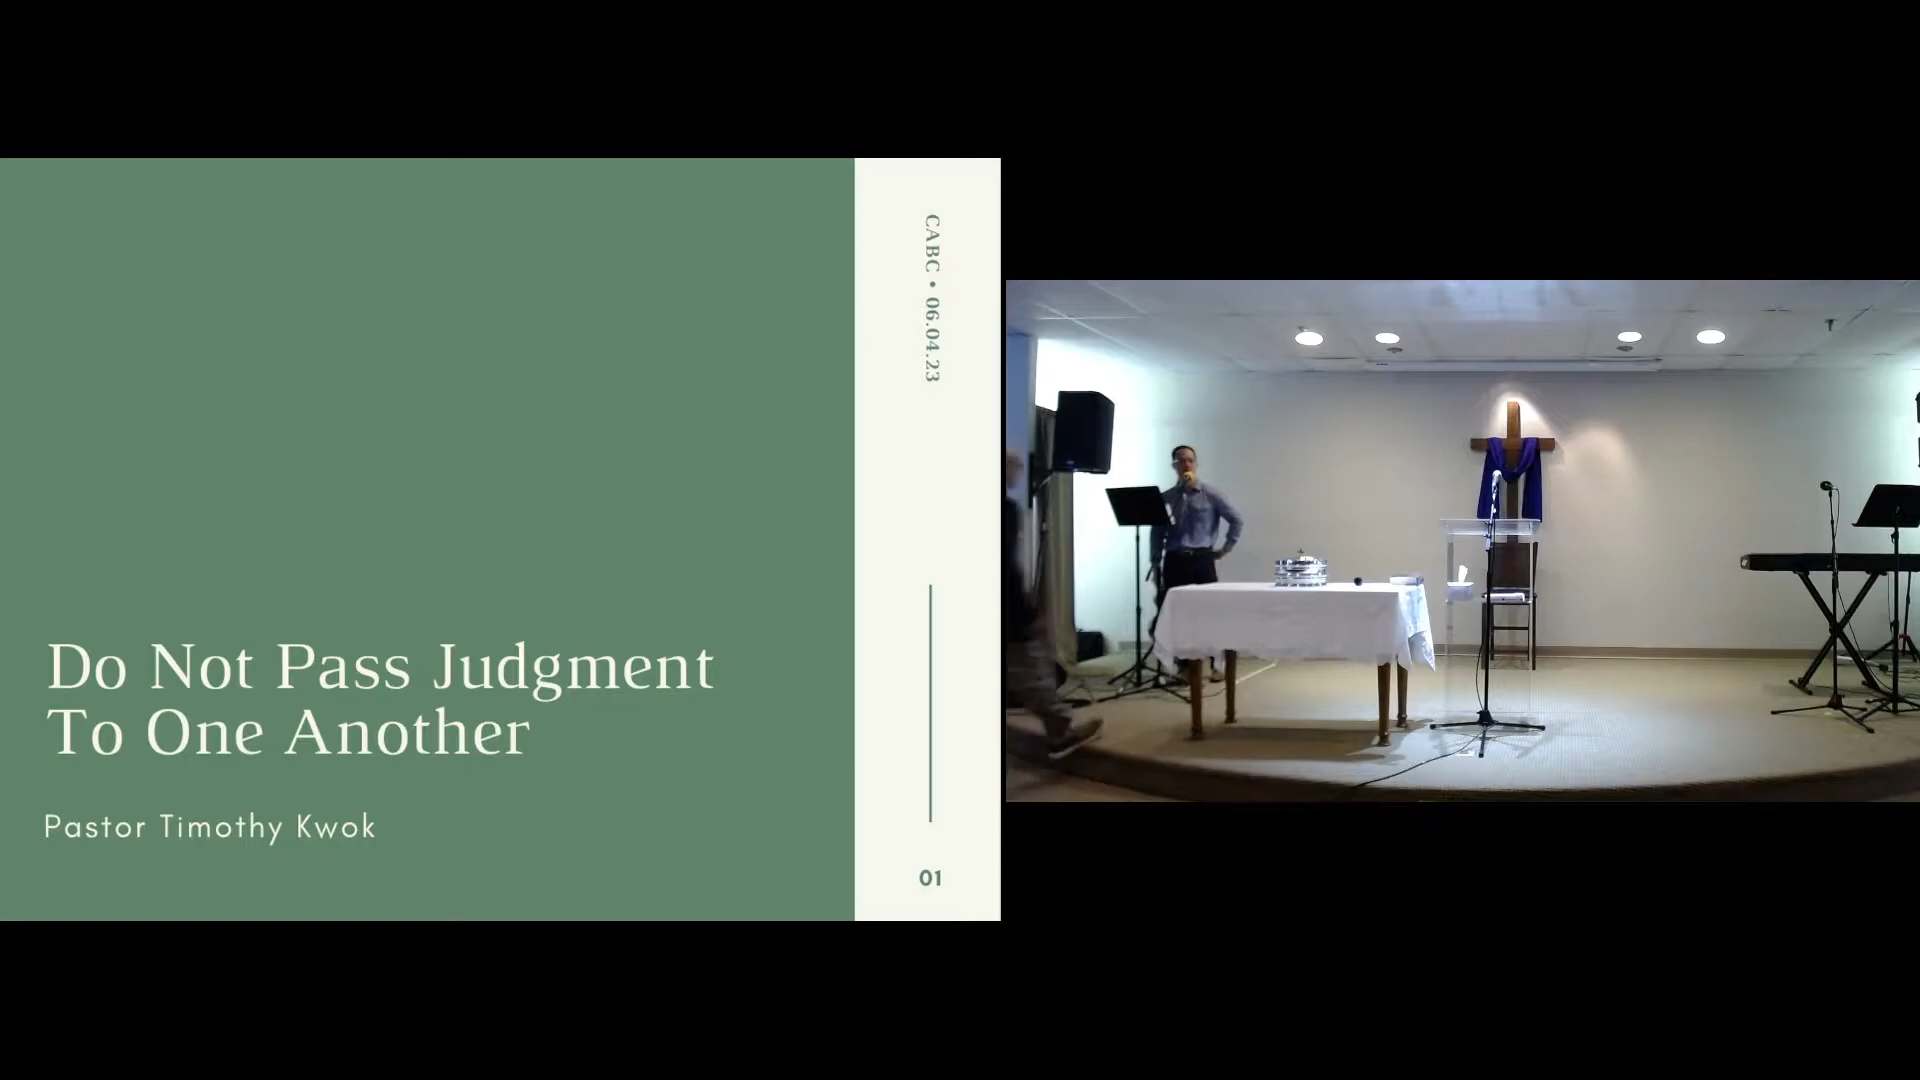 Do Not Pass Judgment
To One Another
Pastor Timothy Kwok
CABC • 06.04.23
01